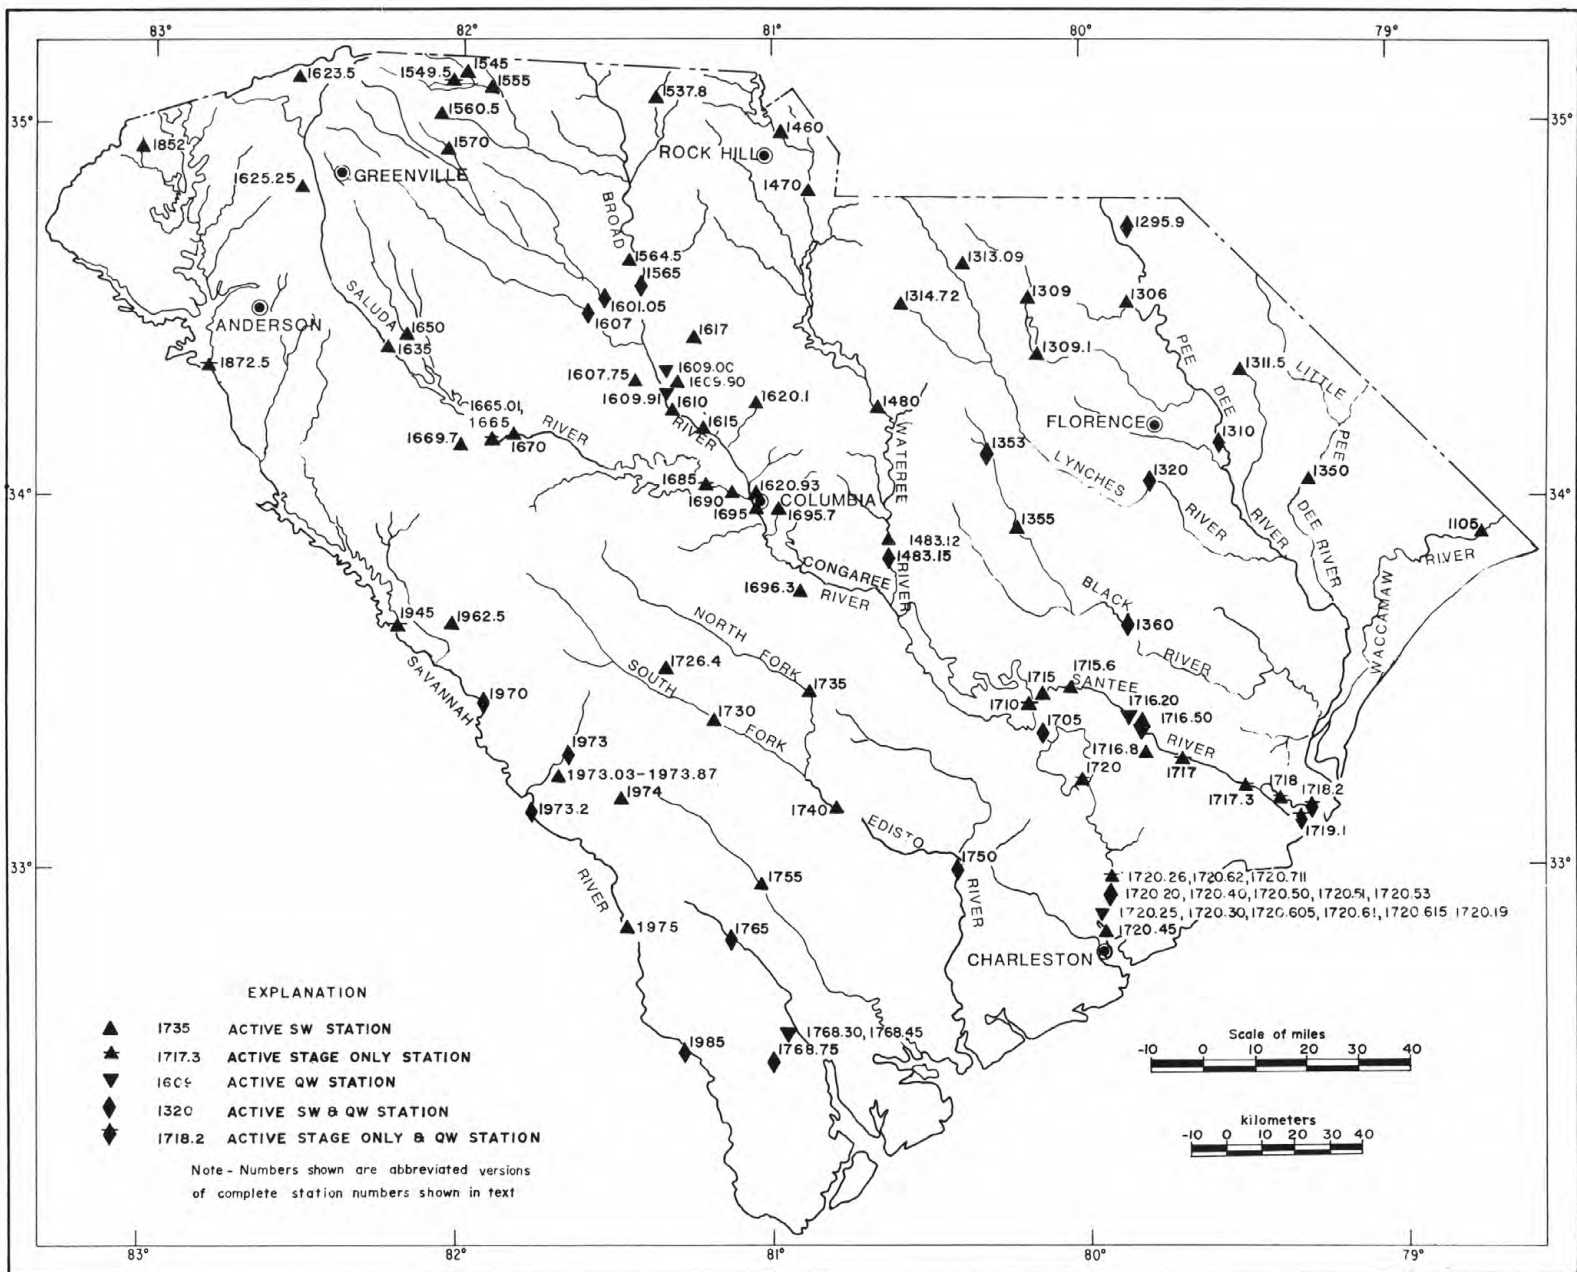 83° 82° 81° 80° 79°
1623.5
1549.5
1545
1555
1537.8
1560.5
1460
35°
35°
1852
1570
ROCK HILL
GREENVILLE
1625.25
1470
BROAD
1295.9
1564.5
1565
1313.09
1601.05
1309
1306
1314.72
SALUDA
ANDERSON
1607
1650
1617
1635
PEE
DEE
1309.1
1872.5
1311.5
LITTLE
1609.00
1607.75
1609.90
1609.91
1610
1620.1
1480
1665.01,
1665
RIVER
1615
RIVER
WATEREE
FLORENCE
1310
PEE
1669.7
1670
1353
LYNCHES
1320
1350
1685
1620.93
34°
34°
1690
COLUMBIA
1695
1695.7
RIVER
RIVER
DEE RIVER
1355
1105
1483.12
1483.15
RIVER
CONGAREE
RIVER
RIVER
1696.3
BLACK
WACCAMAW
NORTH
FORK
1945
1962.5
1360
SAVANNAH
SOUTH
FORK
1726.4
RIVER
1715
1715.6
SANTEE
1735
1970
1710
1716.20
1730
1705
1716.50
RIVER
1973
1716.8
1717
1973.03-1973.87
1720
1974
1717.3
1718
1718.2
1973.2
1740
EDISTO
1719.1
33°
33°
1750
RIVER
1755
RIVER
1720.26, 1720.62, 1720.711
1720.20, 1720.40, 1720.50, 1720.51, 1720.53
1720.25, 1720.30, 1720.605, 1720.61, 1720.615 1720.19
1720.45
1975
1765
CHARLESTON
EXPLANATION
1735 ACTIVE SW STATION
1717.3 ACTIVE STAGE ONLY STATION
1609 ACTIVE QW STATION
1320 ACTIVE SW & QW STATION
1718.2 ACTIVE STAGE ONLY & QW STATION
Note - Numbers shown are abbreviated versions
of complete station numbers shown in text
1985
1768.30, 1768.45
1768.75
Scale of miles
-10 0 10 20 30 40
kilometers
-10 0 10 20 30 40
83° 82° 81° 80° 79°